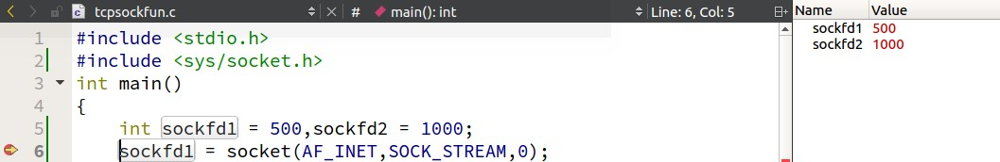 tcpsockfun.c # main(): int Line: 6, Col: 5
Name Value
sockfd1 500
sockfd2 1000
1 #include <stdio.h>
2 #include <sys/socket.h>
3 int main()
4 {
5 int sockfd1 = 500,sockfd2 = 1000;
6 sockfd1 = socket(AF_INET,SOCK_STREAM,0);